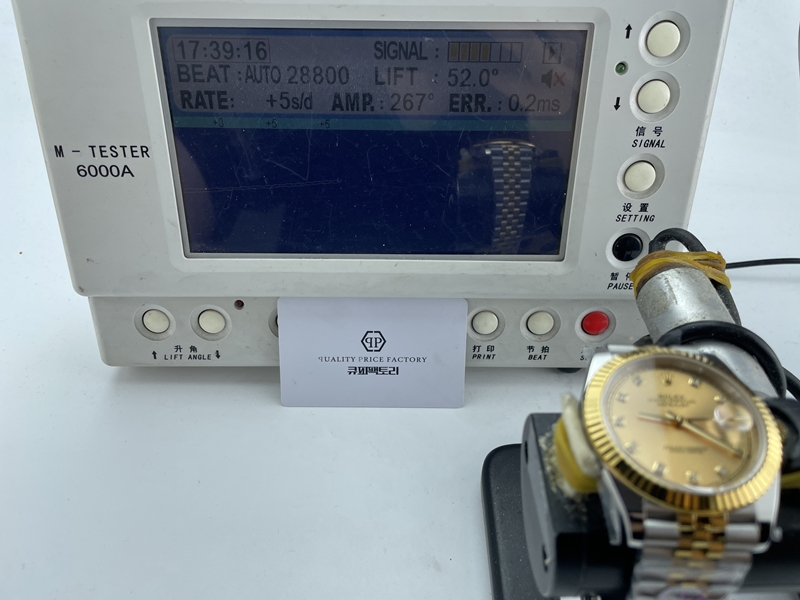 17:39:16 SIGNAL :
BEAT : AUTO 28800 LIFT : 52.0°
RATE: +5s/d AMP.: 267° ERR. : 0.2ms
+5 +5
M - TESTER
6000A
信号
SIGNAL
设置
SETTING
PAUSE
升角
LIFT ANGLE
打印
PRINT
节拍
BEAT
QP
QUALITY PRICE FACTORY
큐피팩토리
ROLEX